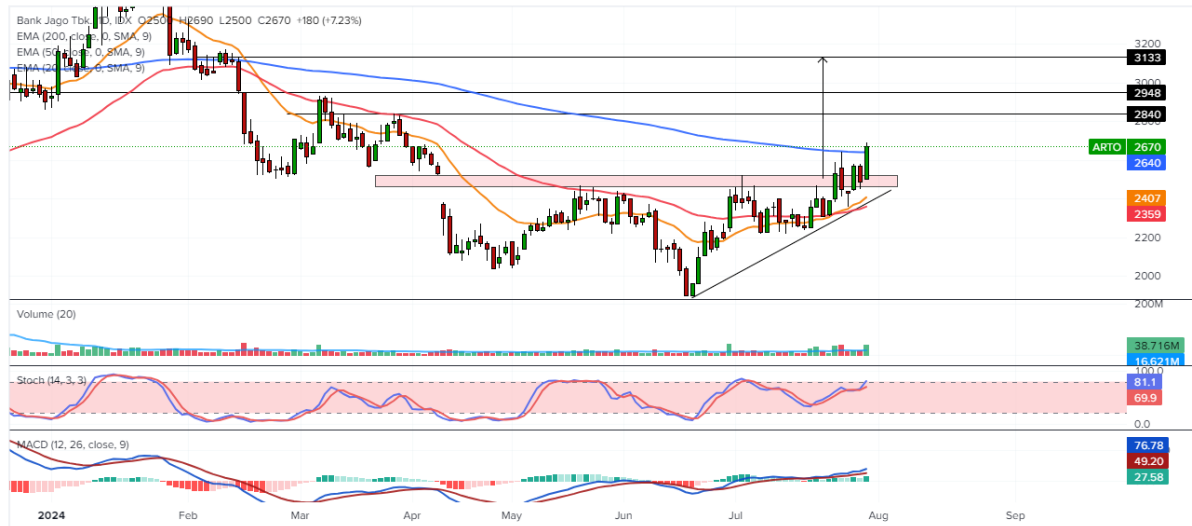 Bank Jago Tbk, 1D, IDX O2500 H2690 L2500 C2670 +180 (+7.23%)
EMA (200, close, 0, SMA, 9)
EMA (50, close, 0, SMA, 9)
EMA (20, close, 0, SMA, 9)
3200
3133
3000
2948
2840
2800
ARTO 2670
2640
2407
2359
2200
2000
200M
Volume (20)
38.716M
16.621M
100.0
Stoch (14, 3, 3)
81.1
69.9
0.0
MACD (12, 26, close, 9)
76.78
49.20
27.58
2024 Feb Mar Apr May Jun Jul Aug Sep